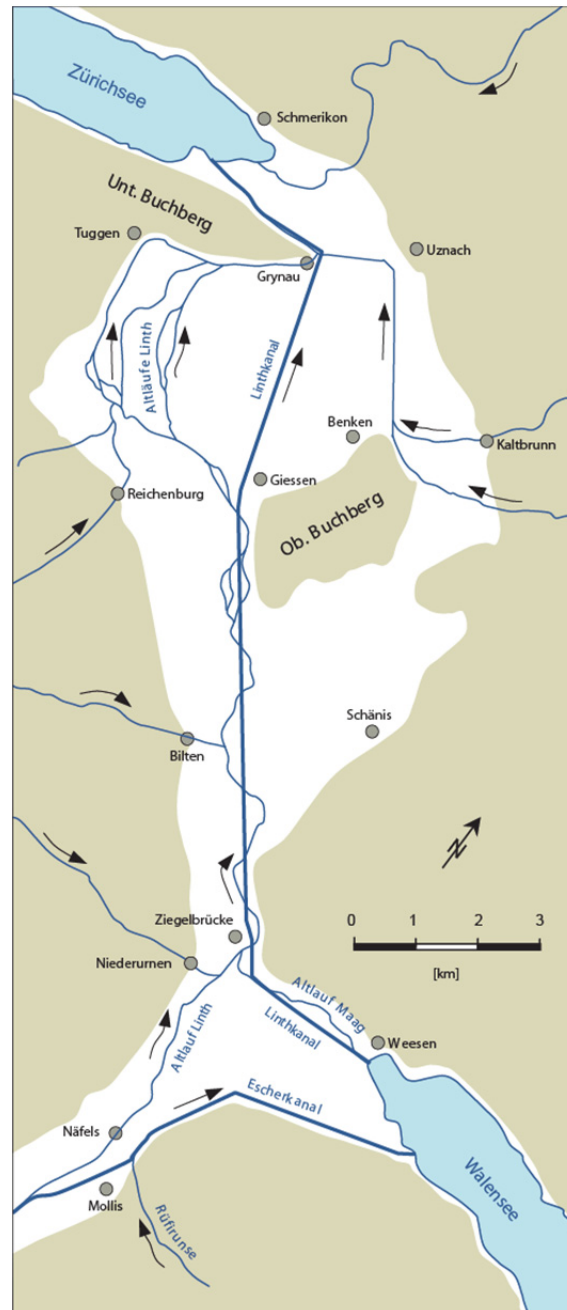 Zürichsee
Schmerikon
Unt. Buchberg
Tuggen
Uznach
Grynau
Altläufe Linth
Linthkanal
Benken
Kaltbrunn
Giessen
Reichenburg
Ob. Buchberg
Schänis
Bilten
N
0 1 2 3
[km]
Ziegelbrücke
Niederurnen
Altlauf Maag
Linthkanal
Weesen
Altlauf Linth
Escherkanal
Näfels
Mollis
Rüfirunse
Walensee